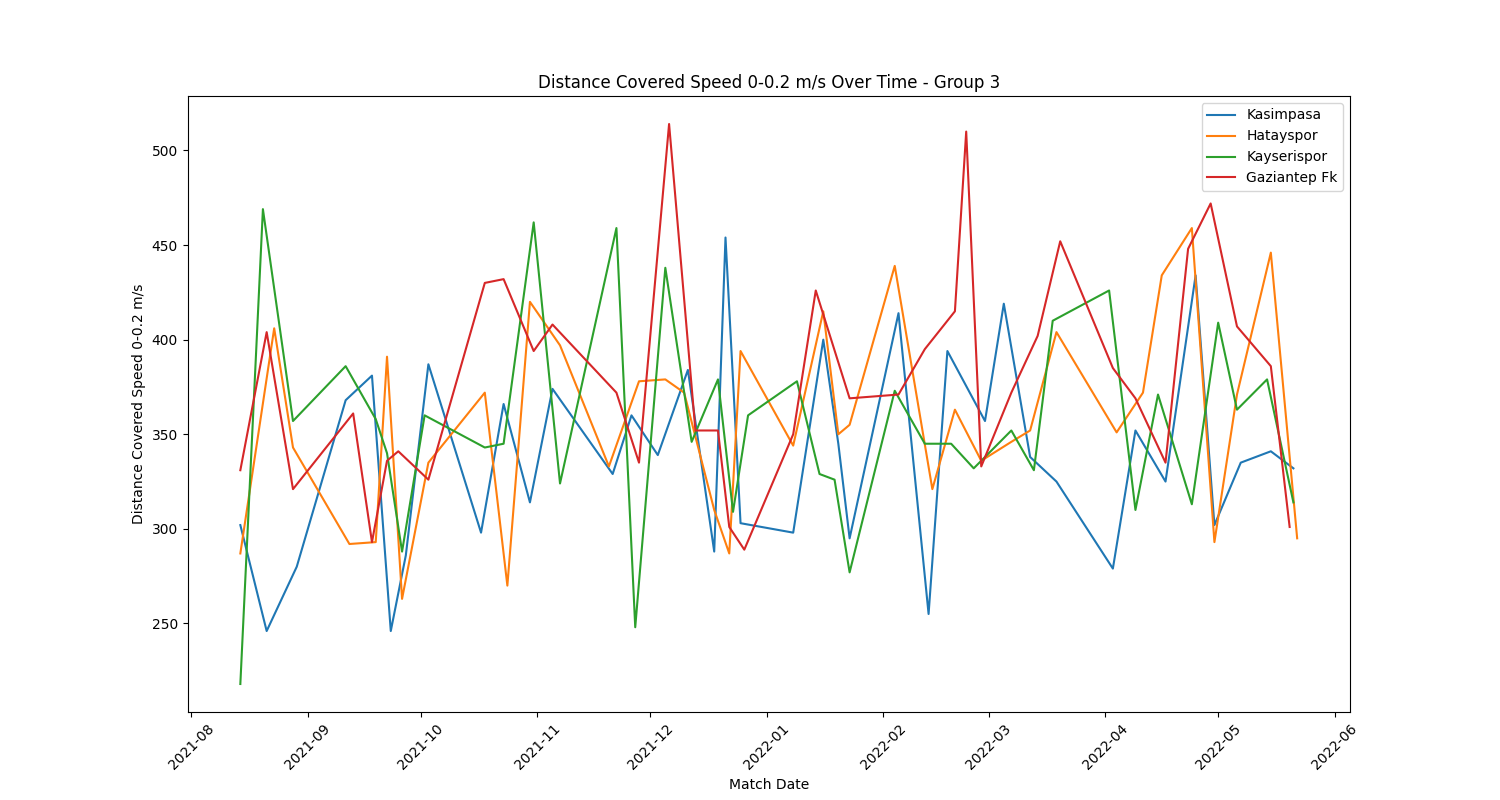 Distance Covered Speed 0-0.2 m/s Over Time - Group 3
Kasimpasa
Hatayspor
Kayserispor
Gaziantep Fk
Distance Covered Speed 0-0.2 m/s
500
450
400
350
300
250
2021-08
2021-09
2021-10
2021-11
2021-12
2022-01
2022-02
2022-03
2022-04
2022-05
2022-06
Match Date